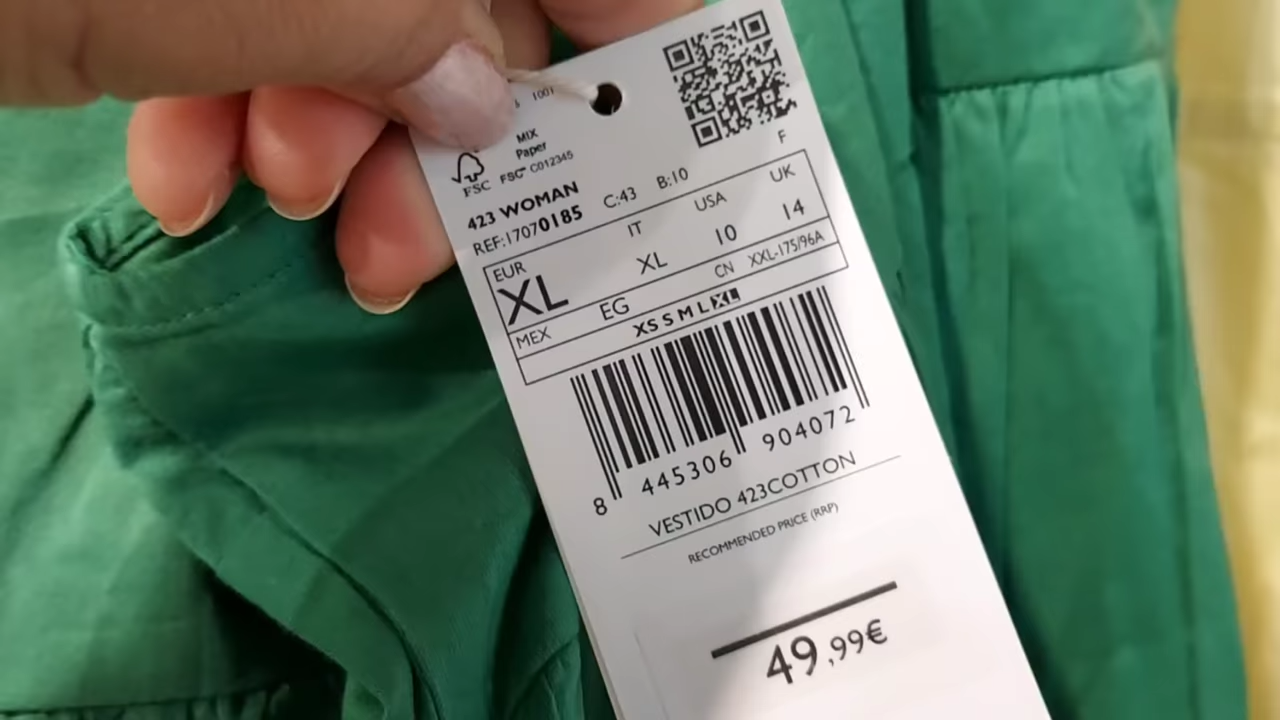 1001
MIX
Paper
FSC FSC® C012345
423 WOMAN C:43 B:10 F
REF:17070185
EUR IT USA UK
XL XL 10 14
MEX EG CN XXL-175/96A
XS S M L XL
8 445306 904072
VESTIDO 423COTTON
RECOMMENDED PRICE (RRP)
49,99€